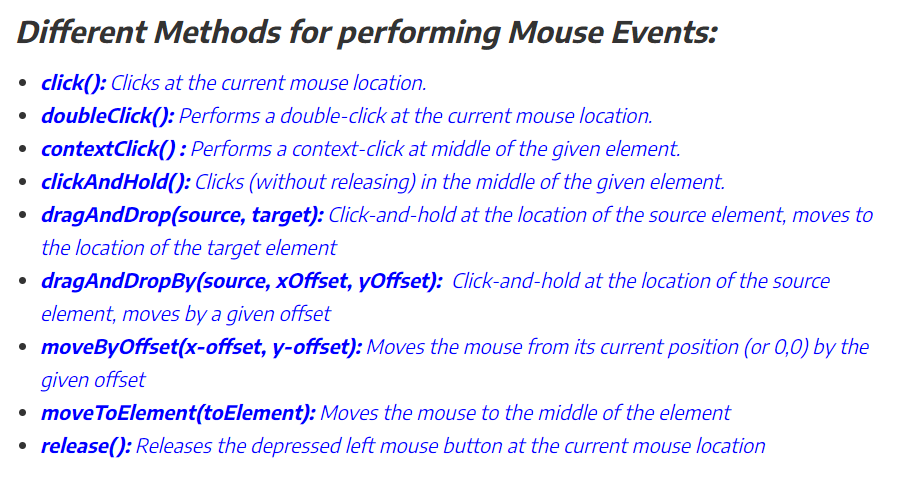 Different Methods for performing Mouse Events:
• click(): Clicks at the current mouse location.
• doubleClick(): Performs a double-click at the current mouse location.
• contextClick() : Performs a context-click at middle of the given element.
• clickAndHold(): Clicks (without releasing) in the middle of the given element.
• dragAndDrop(source, target): Click-and-hold at the location of the source element, moves to
the location of the target element
• dragAndDropBy(source, xOffset, yOffset): Click-and-hold at the location of the source
element, moves by a given offset
• moveByOffset(x-offset, y-offset): Moves the mouse from its current position (or 0,0) by the
given offset
• moveToElement(toElement): Moves the mouse to the middle of the element
• release(): Releases the depressed left mouse button at the current mouse location